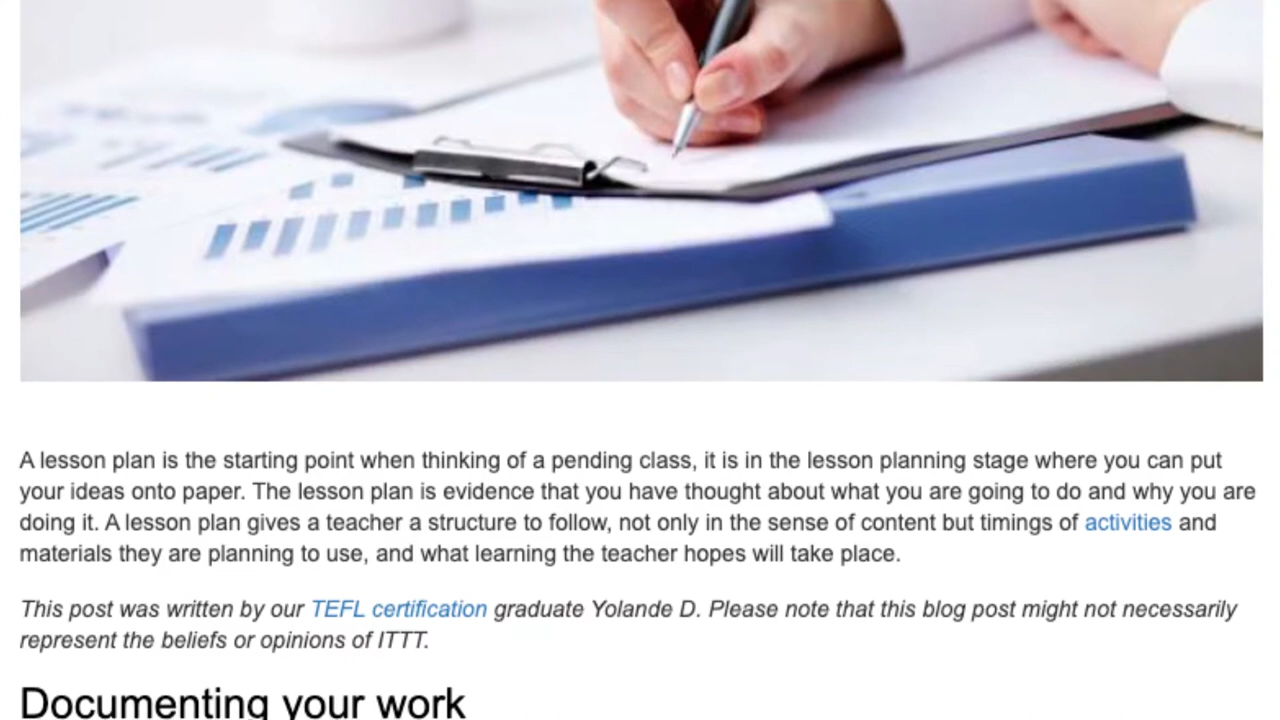 A lesson plan is the starting point when thinking of a pending class, it is in the lesson planning stage where you can put
your ideas onto paper. The lesson plan is evidence that you have thought about what you are going to do and why you are
doing it. A lesson plan gives a teacher a structure to follow, not only in the sense of content but timings of activities and
materials they are planning to use, and what learning the teacher hopes will take place.
This post was written by our TEFL certification graduate Yolande D. Please note that this blog post might not necessarily
represent the beliefs or opinions of ITTT.
Documenting your work